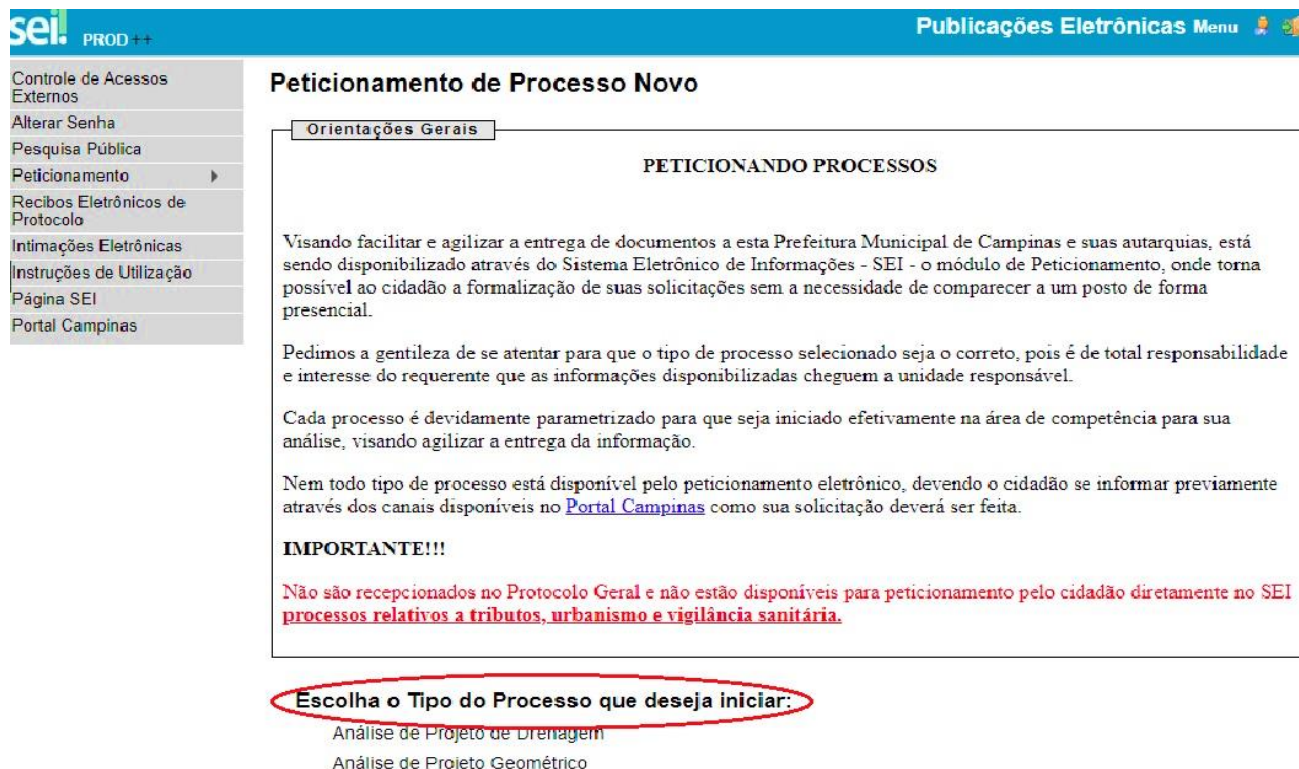 sei! PROD ++
Publicações Eletrônicas Menu
Controle de Acessos
Externos
Alterar Senha
Pesquisa Pública
Peticionamento
Recibos Eletrônicos de
Protocolo
Intimações Eletrônicas
Instruções de Utilização
Página SEI
Portal Campinas
Peticionamento de Processo Novo
Orientações Gerais
PETICIONANDO PROCESSOS
Visando facilitar e agilizar a entrega de documentos a esta Prefeitura Municipal de Campinas e suas autarquias, está
sendo disponibilizado através do Sistema Eletrônico de Informações - SEI - o módulo de Peticionamento, onde torna
possível ao cidadão a formalização de suas solicitações sem a necessidade de comparecer a um posto de forma
presencial.
Pedimos a gentileza de se atentar para que o tipo de processo selecionado seja o correto, pois é de total responsabilidade
e interesse do requerente que as informações disponibilizadas cheguem a unidade responsável.
Cada processo é devidamente parametrizado para que seja iniciado efetivamente na área de competência para sua
análise, visando agilizar a entrega da informação.
Nem todo tipo de processo está disponível pelo peticionamento eletrônico, devendo o cidadão se informar previamente
através dos canais disponíveis no Portal Campinas como sua solicitação deverá ser feita.
IMPORTANTE!!!
Não são recepcionados no Protocolo Geral e não estão disponíveis para peticionamento pelo cidadão diretamente no SEI
processos relativos a tributos, urbanismo e vigilância sanitária.
Escolha o Tipo do Processo que deseja iniciar:
Análise de Projeto de Drenagem
Análise de Projeto Geométrico